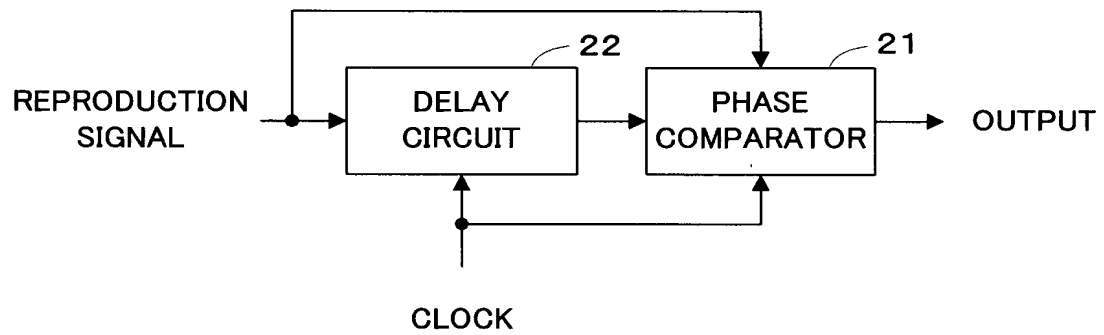 22
21
REPRODUCTION
SIGNAL
DELAY
CIRCUIT
PHASE
COMPARATOR
OUTPUT
CLOCK